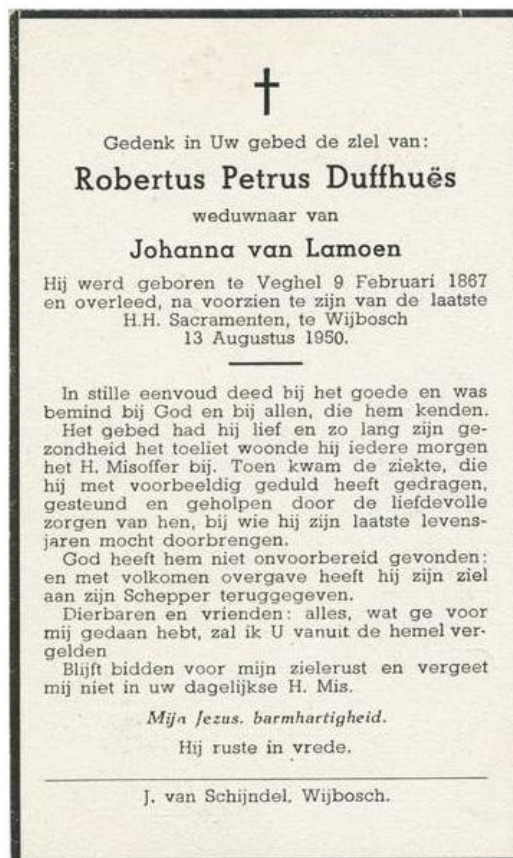 Gedenk in Uw gebed de ziel van:
Robertus Petrus Duffhuës
weduwnaar van
Johanna van Lamoen
Hij werd geboren te Veghel 9 Februari 1867
en overleed, na voorzien te zijn van de laatste
H.H. Sacramenten, te Wijbosch
13 Augustus 1950.
In stille eenvoud deed hij het goede en was
bemind bij God en bij allen, die hem kenden.
Het gebed had hij lief en zo lang zijn ge-
zondheid het toeliet woonde hij iedere morgen
het H. Misoffer bij. Toen kwam de ziekte, die
hij met voorbeeldig geduld heeft gedragen,
gesteund en geholpen door de liefdevolle
zorgen van hen, bij wie hij zijn laatste levens-
jaren mocht doorbrengen.
God heeft hem niet onvoorbereid gevonden:
en met volkomen overgave heeft hij zijn ziel
aan zijn Schepper teruggegeven.
Dierbaren en vrienden: alles, wat ge voor
mij gedaan hebt, zal ik U vanuit de hemel ver-
gelden
Blijft bidden voor mijn zielerust en vergeet
mij niet in uw dagelijkse H. Mis.
Mijn Jezus. barmhartigheid.
Hij ruste in vrede.
J. van Schijndel, Wijbosch.